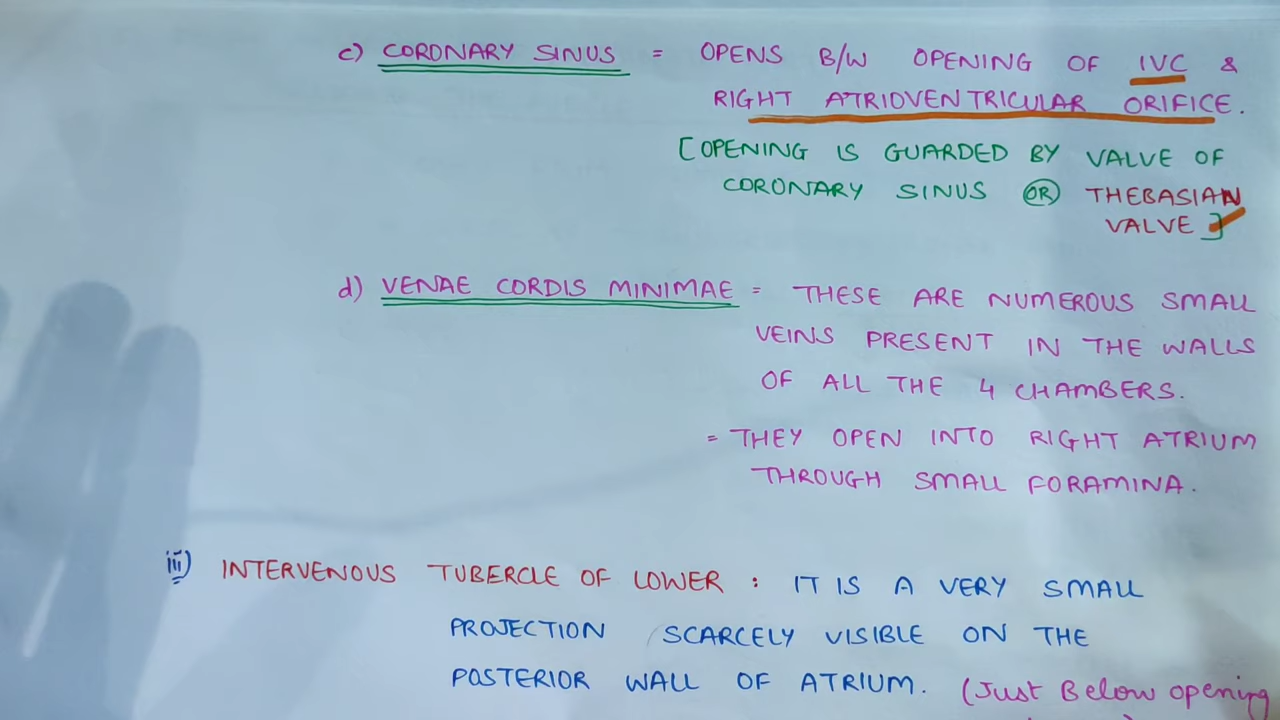 c) CORONARY SINUS = OPENS B/W OPENING OF IVC &
RIGHT ATRIOVENTRICULAR ORIFICE.
[OPENING IS GUARDED BY VALVE OF
CORONARY SINUS OR THEBASIAN
VALVE]
d) VENAE CORDIS MINIMAE = THESE ARE NUMEROUS SMALL
VEINS PRESENT IN THE WALLS
OF ALL THE 4 CHAMBERS.
= THEY OPEN INTO RIGHT ATRIUM
THROUGH SMALL FORAMINA.
iii) INTERVENOUS TUBERCLE OF LOWER : IT IS A VERY SMALL
PROJECTION SCARCELY VISIBLE ON THE
POSTERIOR WALL OF ATRIUM. (Just Below opening